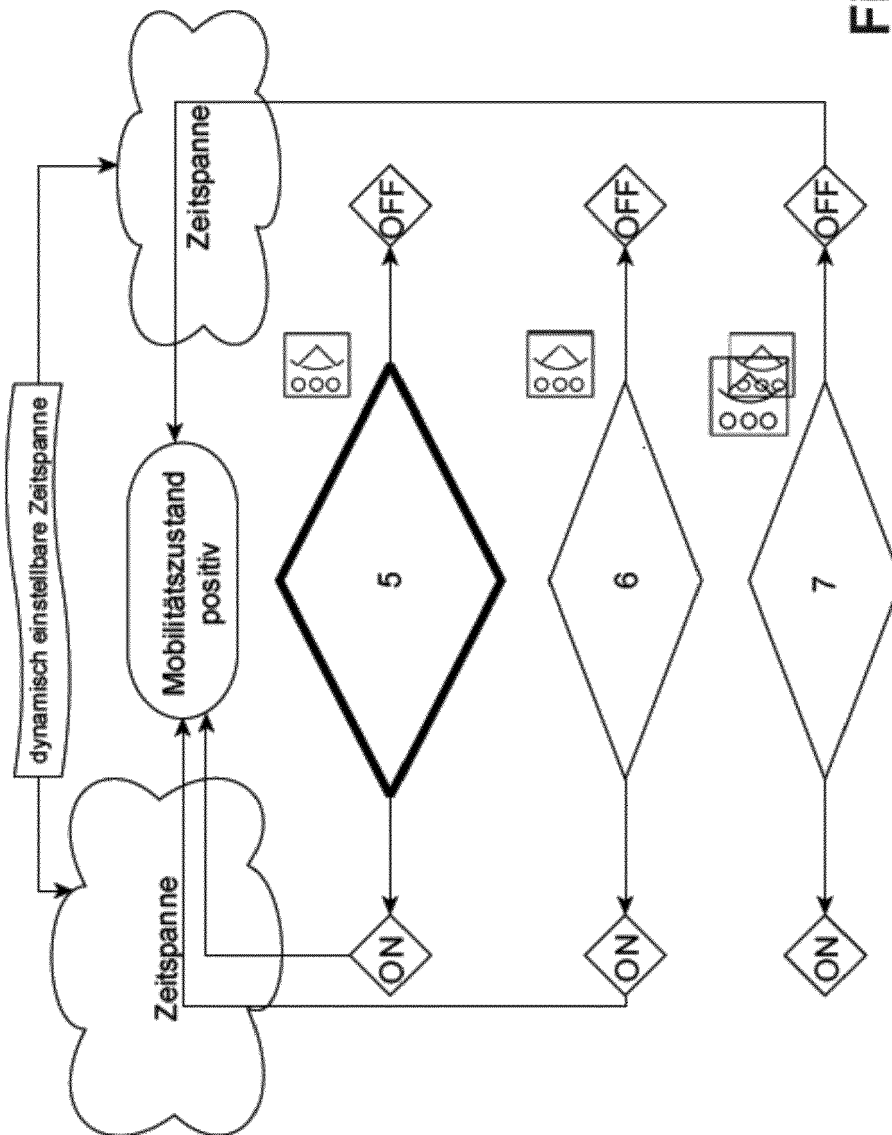 dynamisch einstellbare Zeitspanne
Zeitspanne
Mobilitätszustand
positiv
Zeitspanne
ON
5
OFF
ON
6
OFF
ON
7
OFF